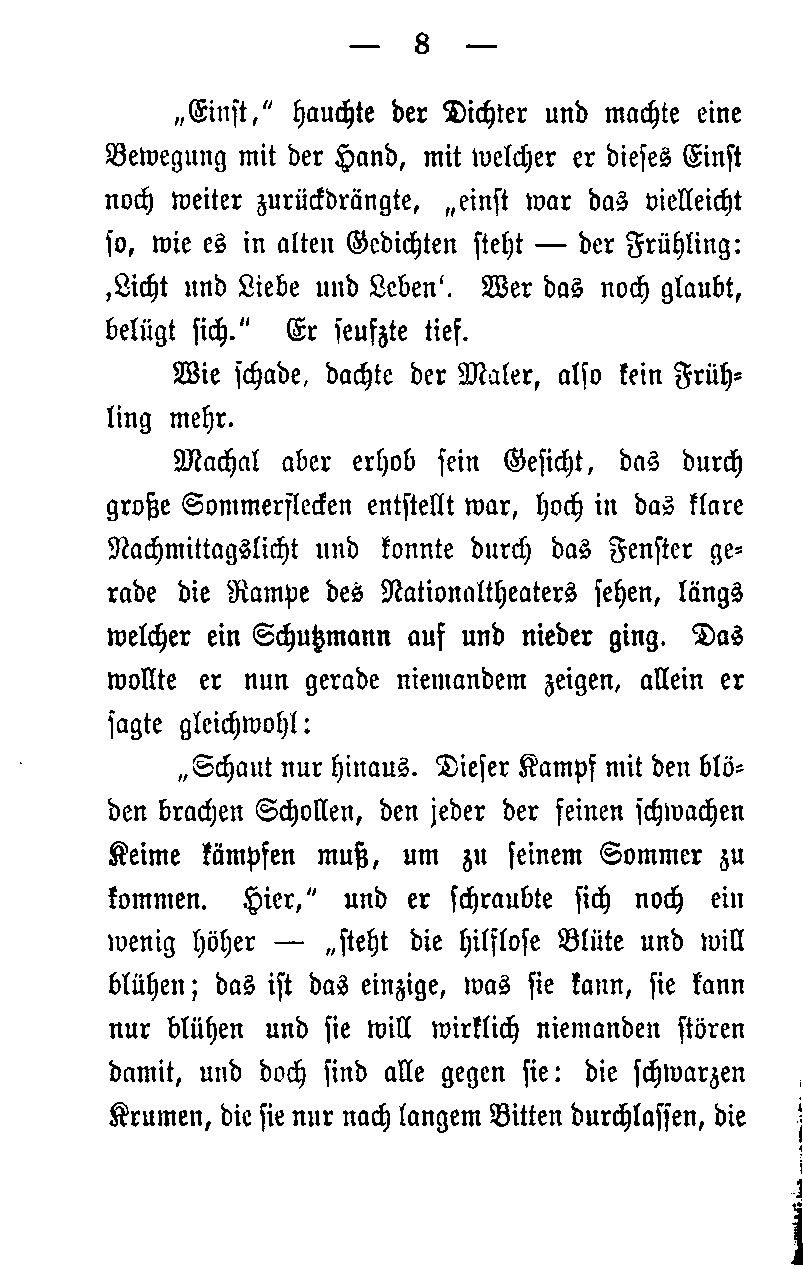 — 8 —
„Einst,“ hauchte der Dichter und machte eine
Bewegung mit der Hand, mit welcher er dieses Einst
noch weiter zurückdrängte, „einst war das vielleicht
so, wie es in alten Gedichten steht — der Frühling:
‚Licht und Liebe und Leben‘. Wer das noch glaubt,
belügt sich.“ Er seufzte tief.
Wie schade, dachte der Maler, also kein Früh-
ling mehr.
Machal aber erhob sein Gesicht, das durch
große Sommerflecken entstellt war, hoch in das klare
Nachmittagslicht und konnte durch das Fenster ge-
rade die Rampe des Nationaltheaters sehen, längs
welcher ein Schutzmann auf und nieder ging. Das
wollte er nun gerade niemandem zeigen, allein er
sagte gleichwohl:
„Schaut nur hinaus. Dieser Kampf mit den blö-
den brachen Schollen, den jeder der feinen schwachen
Keime kämpfen muß, um zu seinem Sommer zu
kommen. Hier,“ und er schraubte sich noch ein
wenig höher — „steht die hilflose Blüte und will
blühen; das ist das einzige, was sie kann, sie kann
nur blühen und sie will wirklich niemanden stören
damit, und doch sind alle gegen sie: die schwarzen
Krumen, die sie nur nach langem Bitten durchlassen, die